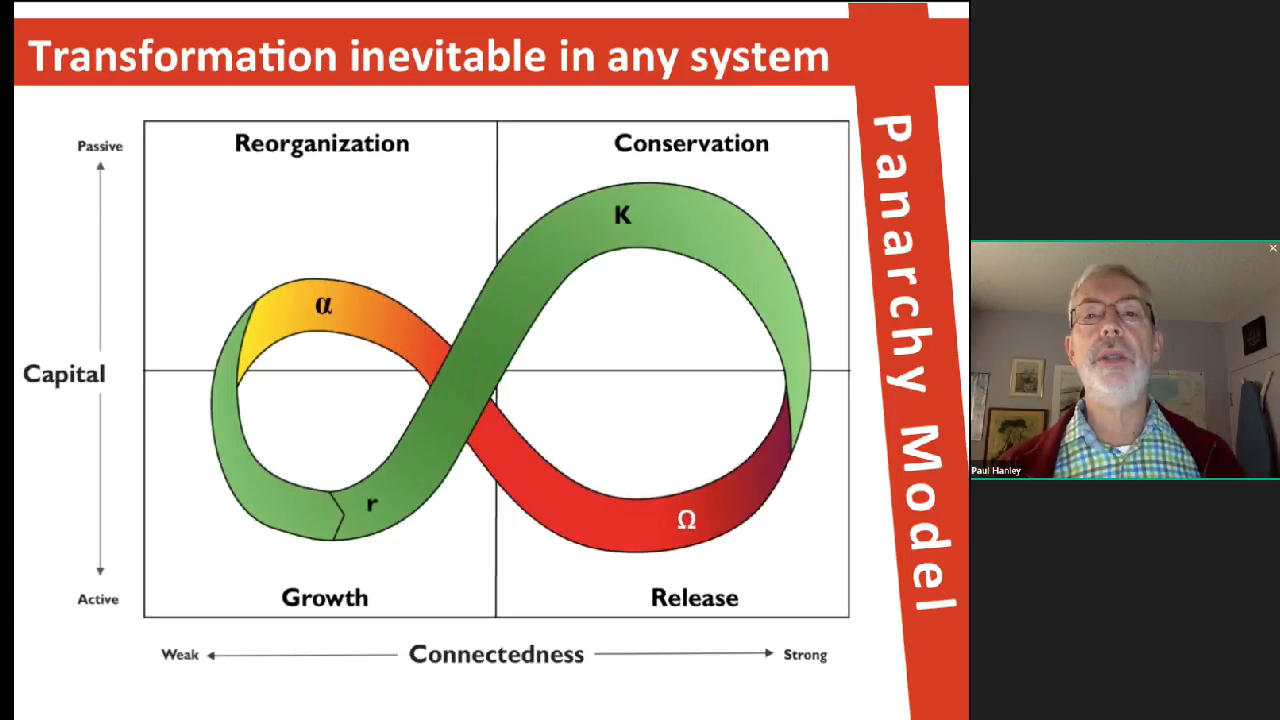 Transformation inevitable in any system
Panarchy Model
Reorganization
Conservation
Passive
K
α
Capital
r
Ω
Active
Growth
Release
Weak
Connectedness
Strong
Paul Hanley